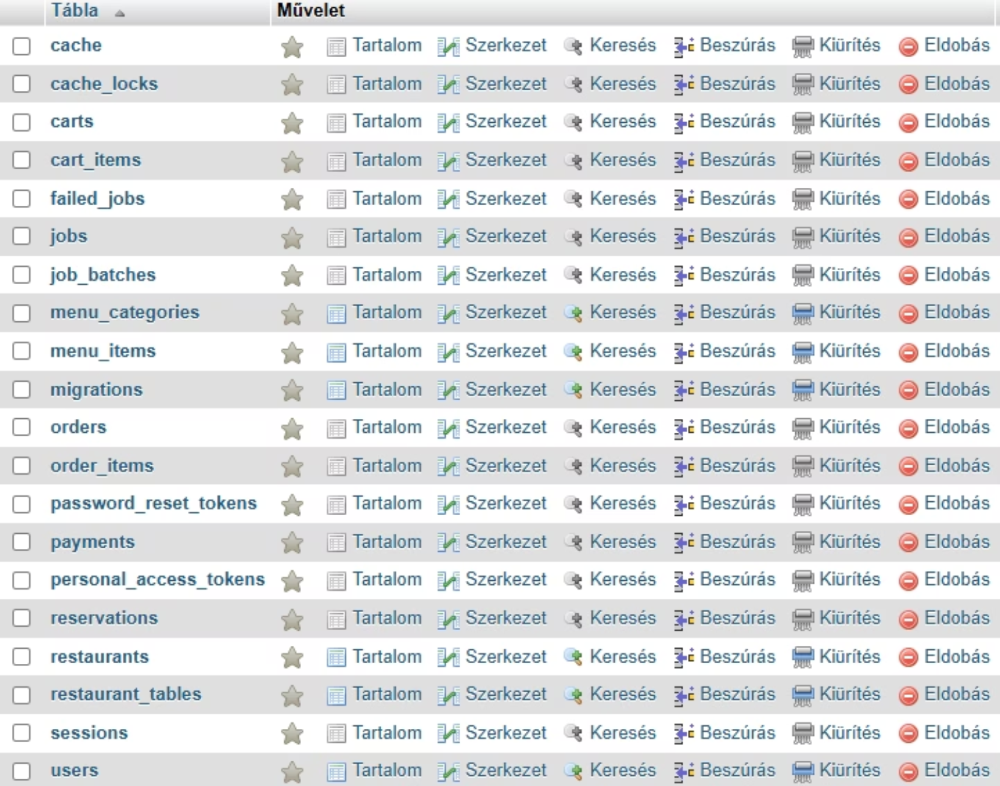 Tábla Művelet
cache Tartalom Szerkezet Keresés Beszúrás Kiürítés Eldobás
cache_locks Tartalom Szerkezet Keresés Beszúrás Kiürítés Eldobás
carts Tartalom Szerkezet Keresés Beszúrás Kiürítés Eldobás
cart_items Tartalom Szerkezet Keresés Beszúrás Kiürítés Eldobás
failed_jobs Tartalom Szerkezet Keresés Beszúrás Kiürítés Eldobás
jobs Tartalom Szerkezet Keresés Beszúrás Kiürítés Eldobás
job_batches Tartalom Szerkezet Keresés Beszúrás Kiürítés Eldobás
menu_categories Tartalom Szerkezet Keresés Beszúrás Kiürítés Eldobás
menu_items Tartalom Szerkezet Keresés Beszúrás Kiürítés Eldobás
migrations Tartalom Szerkezet Keresés Beszúrás Kiürítés Eldobás
orders Tartalom Szerkezet Keresés Beszúrás Kiürítés Eldobás
order_items Tartalom Szerkezet Keresés Beszúrás Kiürítés Eldobás
password_reset_tokens Tartalom Szerkezet Keresés Beszúrás Kiürítés Eldobás
payments Tartalom Szerkezet Keresés Beszúrás Kiürítés Eldobás
personal_access_tokens Tartalom Szerkezet Keresés Beszúrás Kiürítés Eldobás
reservations Tartalom Szerkezet Keresés Beszúrás Kiürítés Eldobás
restaurants Tartalom Szerkezet Keresés Beszúrás Kiürítés Eldobás
restaurant_tables Tartalom Szerkezet Keresés Beszúrás Kiürítés Eldobás
sessions Tartalom Szerkezet Keresés Beszúrás Kiürítés Eldobás
users Tartalom Szerkezet Keresés Beszúrás Kiürítés Eldobás